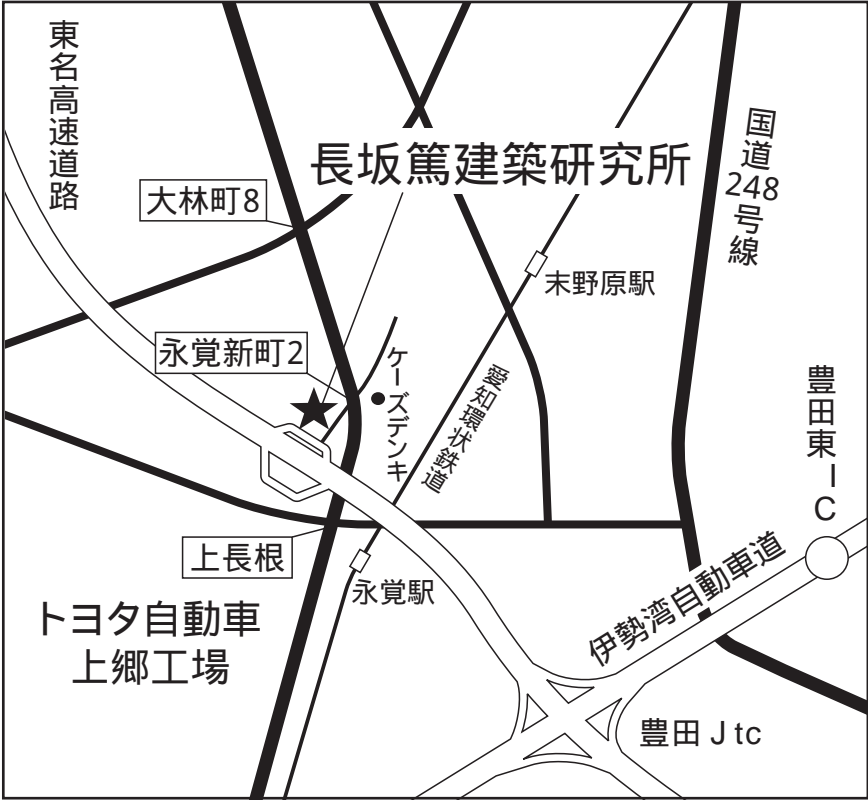 東名高速道路
長坂篤建築研究所
国道248号線
大林町8
末野原駅
永覚新町2
ケーズデンキ
愛知環状鉄道
豊田東IC
上長根
永覚駅
伊勢湾自動車道
トヨタ自動車
上郷工場
豊田Jtc